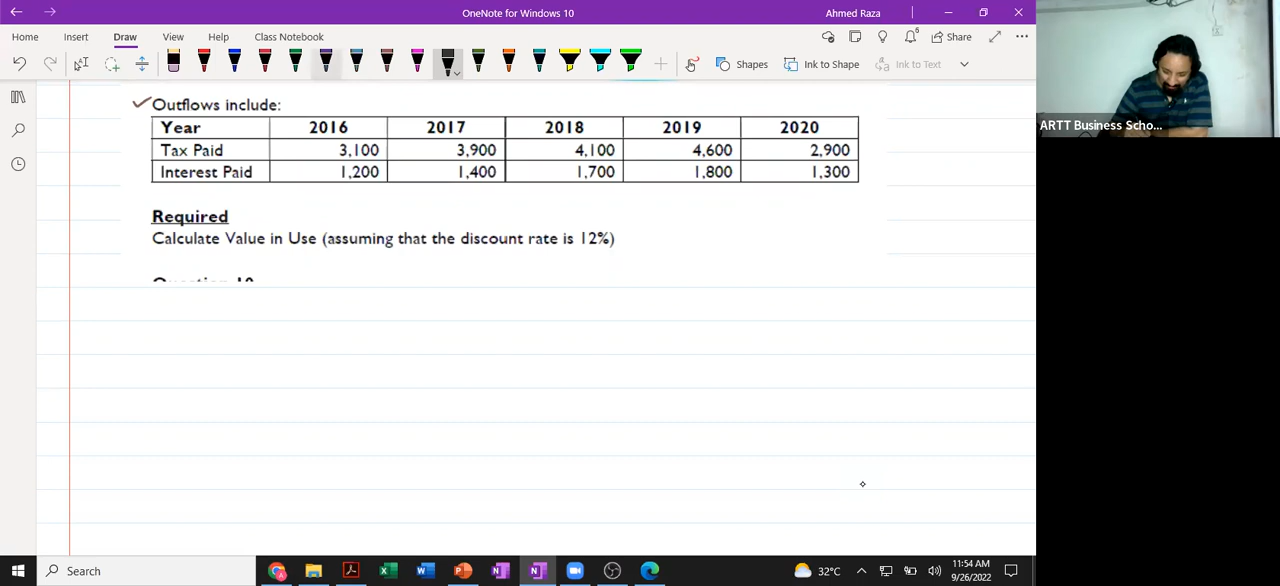 OneNote for Windows 10
Ahmed Raza
Home Insert Draw View Help Class Notebook
6
Share
Shapes Ink to Shape Ink to Text
Outflows include:
Year 2016 2017 2018 2019 2020
Tax Paid 3,100 3,900 4,100 4,600 2,900
Interest Paid 1,200 1,400 1,700 1,800 1,300
Required
Calculate Value in Use (assuming that the discount rate is 12%)
ARTT Business Scho...
Search
32°C
11:54 AM
9/26/2022